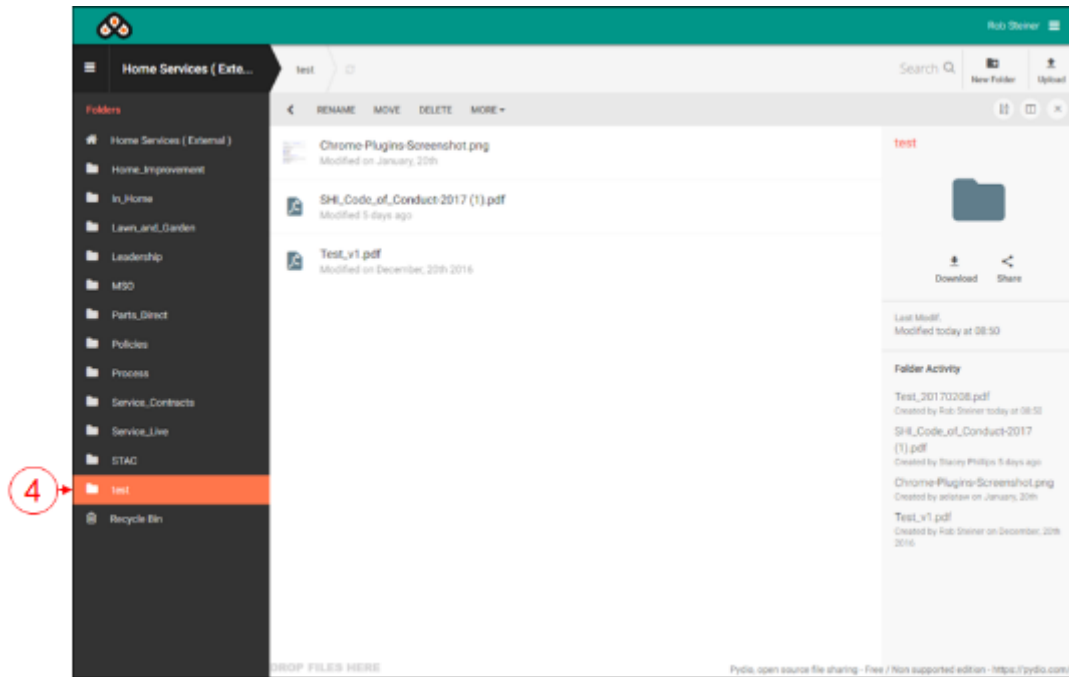 Rob Steiner
Home Services ( Exte...
test
Search
New Folder
Upload
Folders
RENAME MOVE DELETE MORE
Home Services ( External )
Home_Improvement
In_Home
Lawn_and_Garden
Leadership
MSO
Parts_Direct
Policies
Process
Service_Contracts
Service_Live
STAC
4
test
Recycle Bin
Chrome-Plugins-Screenshot.png
Modified on January, 20th
SHI_Code_of_Conduct-2017 (1).pdf
Modified 5 days ago
Test_v1.pdf
Modified on December, 20th 2016
test
Download
Share
Last Modif.
Modified today at 08:50
Folder Activity
Test_20170208.pdf
Created by Rob Steiner today at 08:50
SHI_Code_of_Conduct-2017
(1).pdf
Created by Stacey Phillips 5 days ago
Chrome-Plugins-Screenshot.png
Created by on January, 20th
Test_v1.pdf
Created by Rob Steiner on December, 20th
2016
DROP FILES HERE
Pydio, open source file sharing - Free / Non supported edition - https://pydio.com/